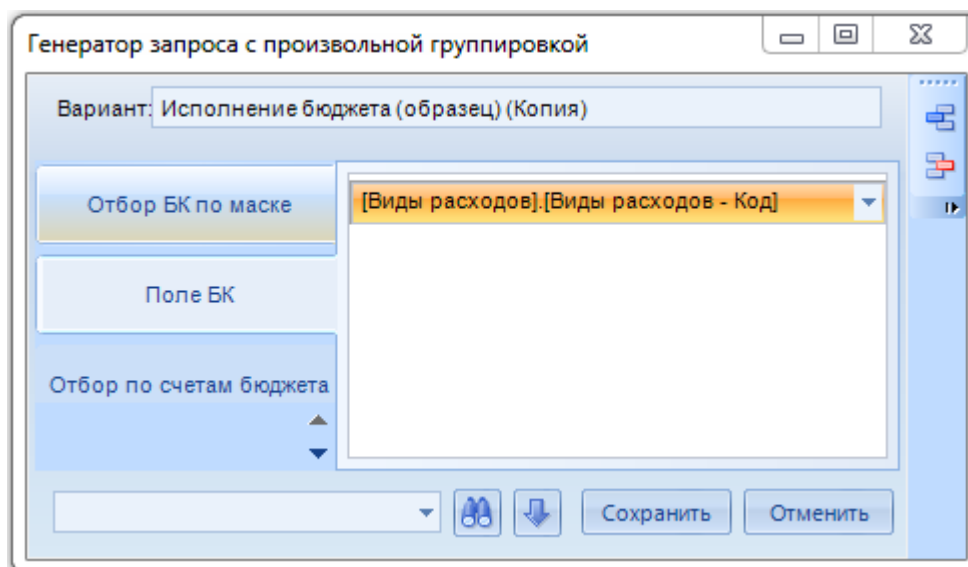 Генератор запроса с произвольной группировкой
Вариант: Исполнение бюджета (образец) (Копия)
Отбор БК по маске
[Виды расходов].[Виды расходов - Код]
Поле БК
Отбор по счетам бюджета
Сохранить
Отменить